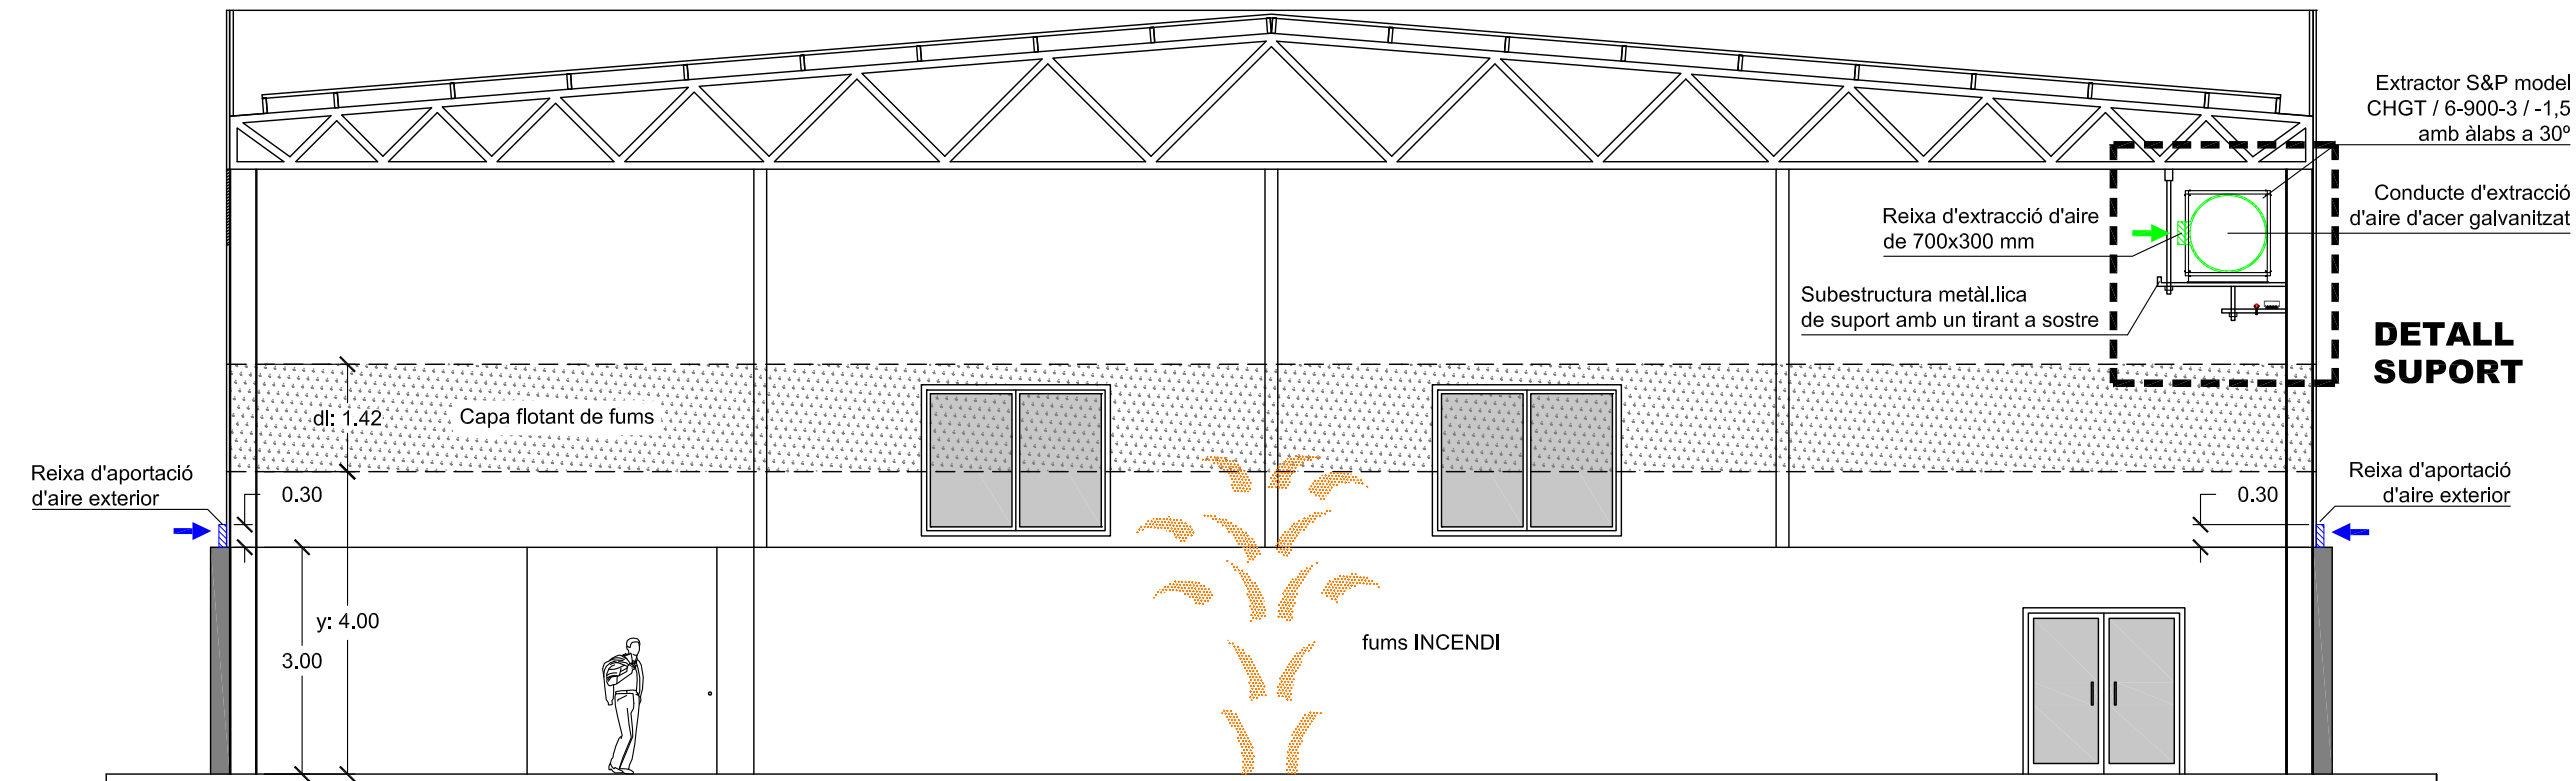 Extractor S&P model
CHGT / 6-900-3 / -1,5
amb àlabs a 30º
Conducte d'extracció
d'aire d'acer galvanitzat
Reixa d'extracció d'aire
de 700x300 mm
Subestructura metàl.lica
de suport amb un tirant a sostre
DETALL
SUPORT
dl: 1.42
Capa flotant de fums
Reixa d'aportació
d'aire exterior
0.30
0.30
Reixa d'aportació
d'aire exterior
y: 4.00
3.00
fums INCENDI